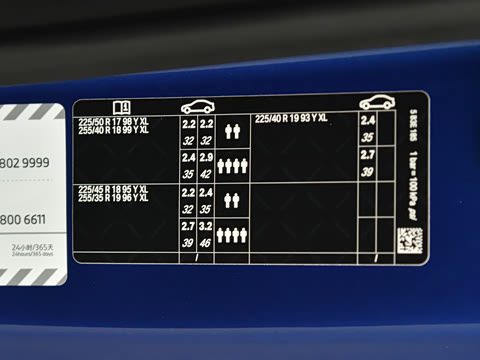 802 9999
800 6611
24小时/365天
24hours/365 days
225/50 R 17 98 Y XL
255/40 R 18 99 Y XL
2.2 2.2
32 32
2.4 2.9
35 42
225/45 R 18 95 Y XL
255/35 R 19 96 Y XL
2.2 2.4
32 35
2.7 3.2
39 46
/
225/40 R 19 93 Y XL
2.4
35
2.7
39
/
1 bar = 100 kPa psi